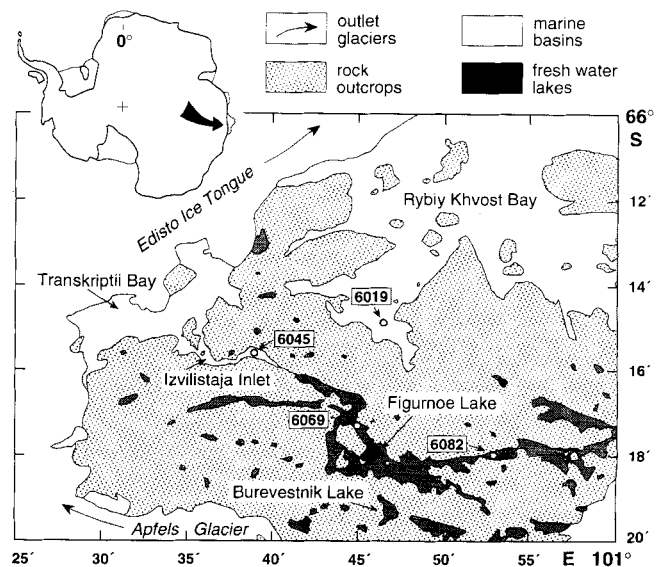 0°
outlet
glaciers
marine
basins
rock
outcrops
fresh water
lakes
66°
S
Edisto Ice Tongue
Rybiy Khvost Bay
12´
Transkriptii Bay
14´
6019
6045
16´
Izvilistaja Inlet
6059
Figurnoe Lake
6082
18´
Burevestnik Lake
Apfels Glacier
20´
25´ 30´ 35´ 40´ 45´ 50´ 55´ E 101°